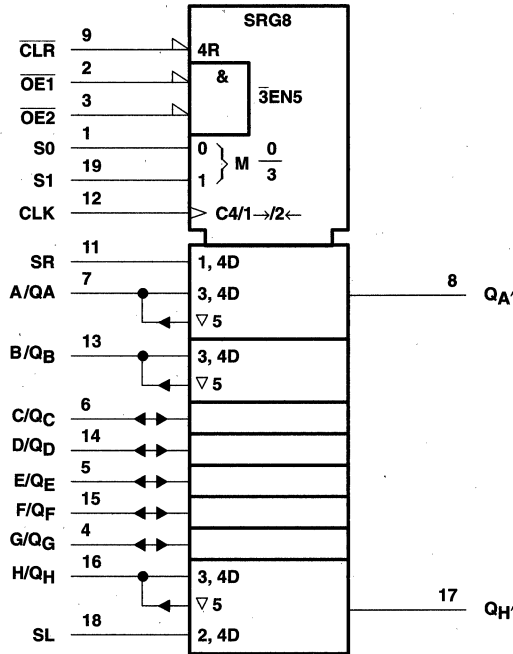 SRG8
CLR 9 4R
OE1 2 &
3EN5
OE2 3
S0 1 0
M 0/3
S1 19 1
CLK 12 C4/1→/2←
SR 11 1, 4D
A/QA 7 3, 4D 8 QA′
▽ 5
B/QB 13 3, 4D
▽ 5
C/QC 6
D/QD 14
E/QE 5
F/QF 15
G/QG 4
H/QH 16 3, 4D
▽ 5 17 QH′
SL 18 2, 4D